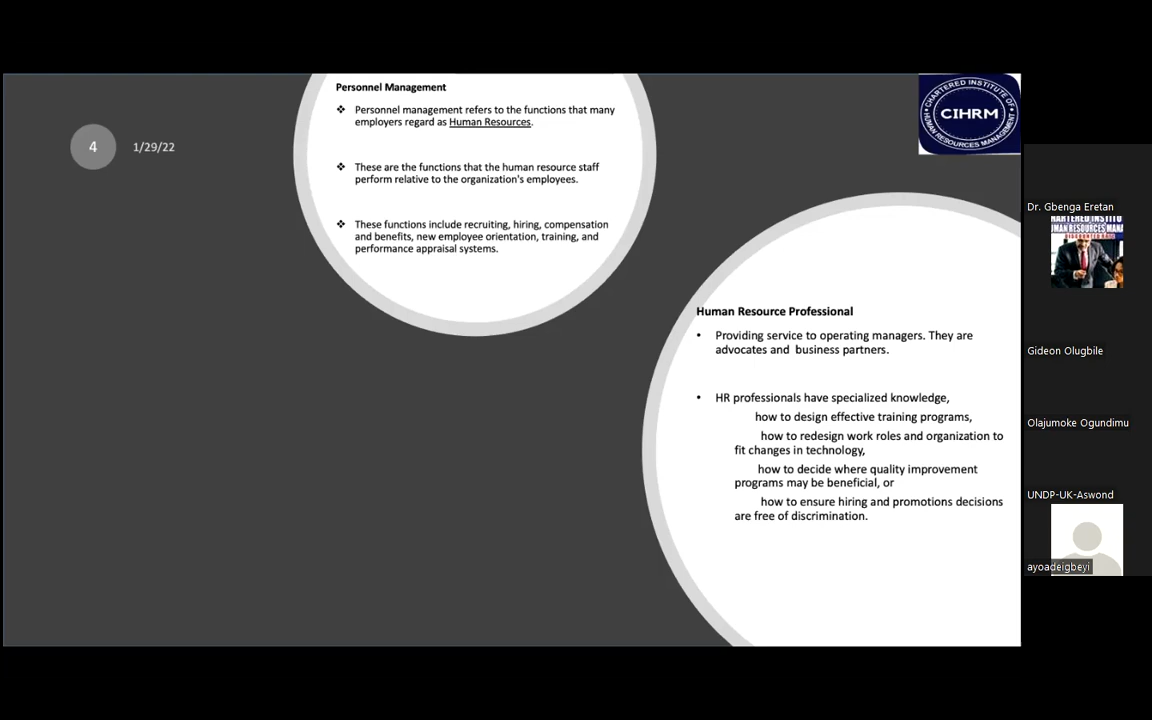 4
1/29/22
Personnel Management
❖ Personnel management refers to the functions that many
employers regard as Human Resources.
❖ These are the functions that the human resource staff
perform relative to the organization's employees.
❖ These functions include recruiting, hiring, compensation
and benefits, new employee orientation, training, and
performance appraisal systems.
CHARTERED INSTITUTE OF
CIHRM
HUMAN RESOURCES MANAGEMENT
Human Resource Professional
• Providing service to operating managers. They are
advocates and business partners.
• HR professionals have specialized knowledge,
how to design effective training programs,
how to redesign work roles and organization to
fit changes in technology,
how to decide where quality improvement
programs may be beneficial, or
how to ensure hiring and promotions decisions
are free of discrimination.
Dr. Gbenga Eretan
Gideon Olugbile
Olajumoke Ogundimu
UNDP-UK-Aswond
ayoadeigbeyi